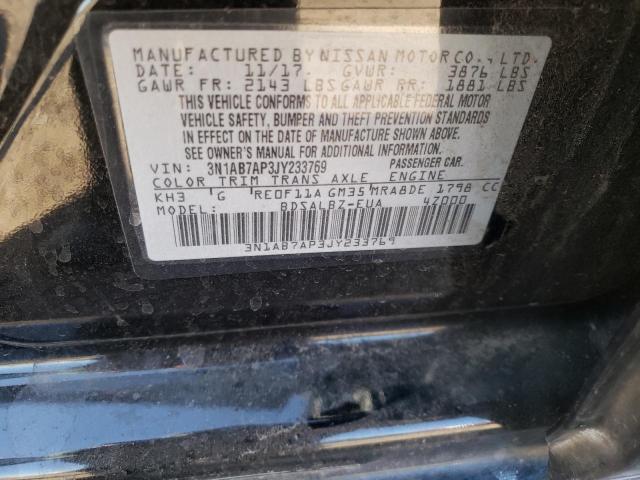 MANUFACTURED BY NISSAN MOTOR CO., LTD.
DATE: 11/17 GVWR: 3876 LBS
GAWR FR: 2143 LBS GAWR RR: 1881 LBS
THIS VEHICLE CONFORMS TO ALL APPLICABLE FEDERAL MOTOR
VEHICLE SAFETY, BUMPER AND THEFT PREVENTION STANDARDS
IN EFFECT ON THE DATE OF MANUFACTURE SHOWN ABOVE.
SEE OWNER'S MANUAL FOR ADDITIONAL INFORMATION.
VIN: 3N1AB7AP3JY233769 PASSENGER CAR.
COLOR TRIM TRANS AXLE ENGINE
KH3 'G RE0F11A GM35 MRA8DE 1798 CC
MODEL: BDSALBZ-EUA 47000
3N1AB7AP3JY233769